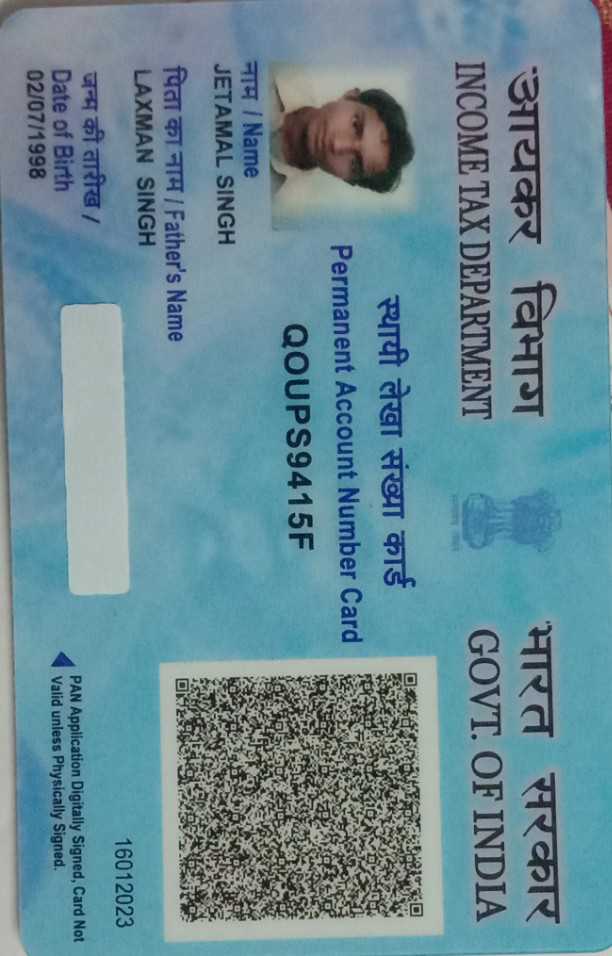 आयकर विभाग
INCOME TAX DEPARTMENT
भारत सरकार
GOVT. OF INDIA
स्थायी लेखा संख्या कार्ड
Permanent Account Number Card
QOUPS9415F
नाम / Name
JETAMAL SINGH
पिता का नाम / Father's Name
LAXMAN SINGH
जन्म की तारीख /
Date of Birth
02/07/1998
16012023
PAN Application Digitally Signed, Card Not
Valid unless Physically Signed.